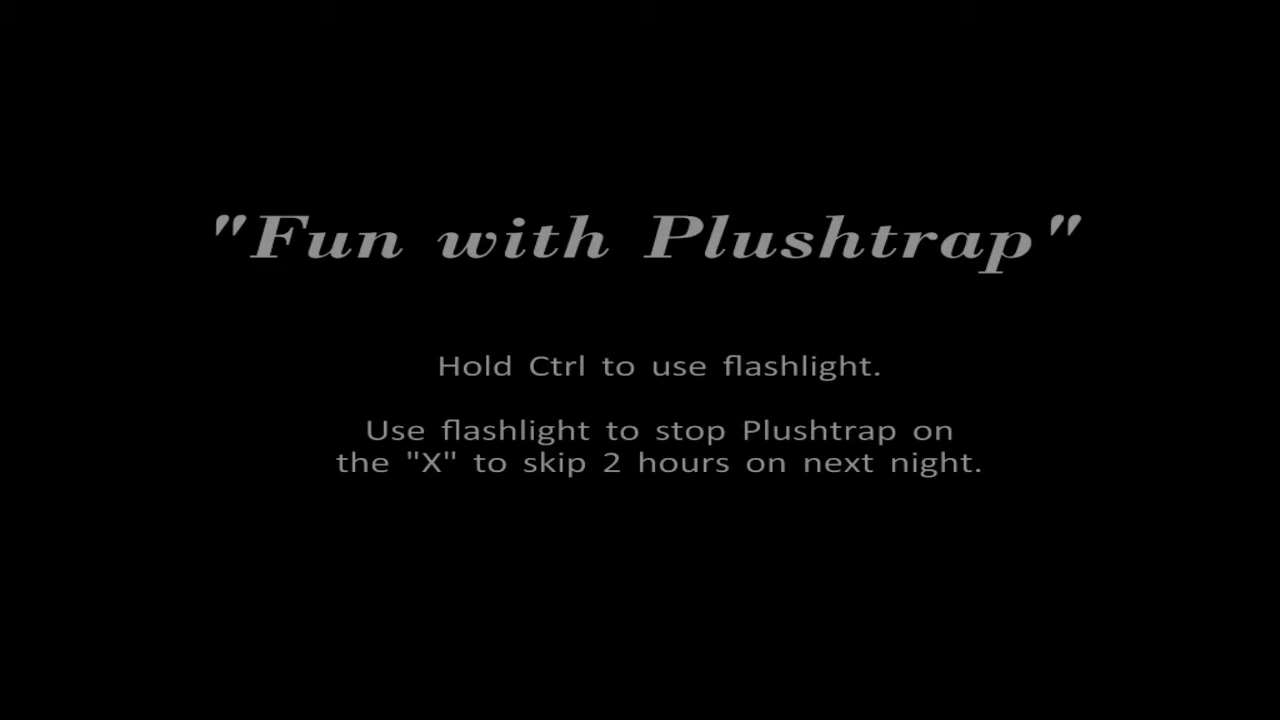 "Fun with Plushtrap"
Hold Ctrl to use flashlight.
Use flashlight to stop Plushtrap on
the "X" to skip 2 hours on next night.